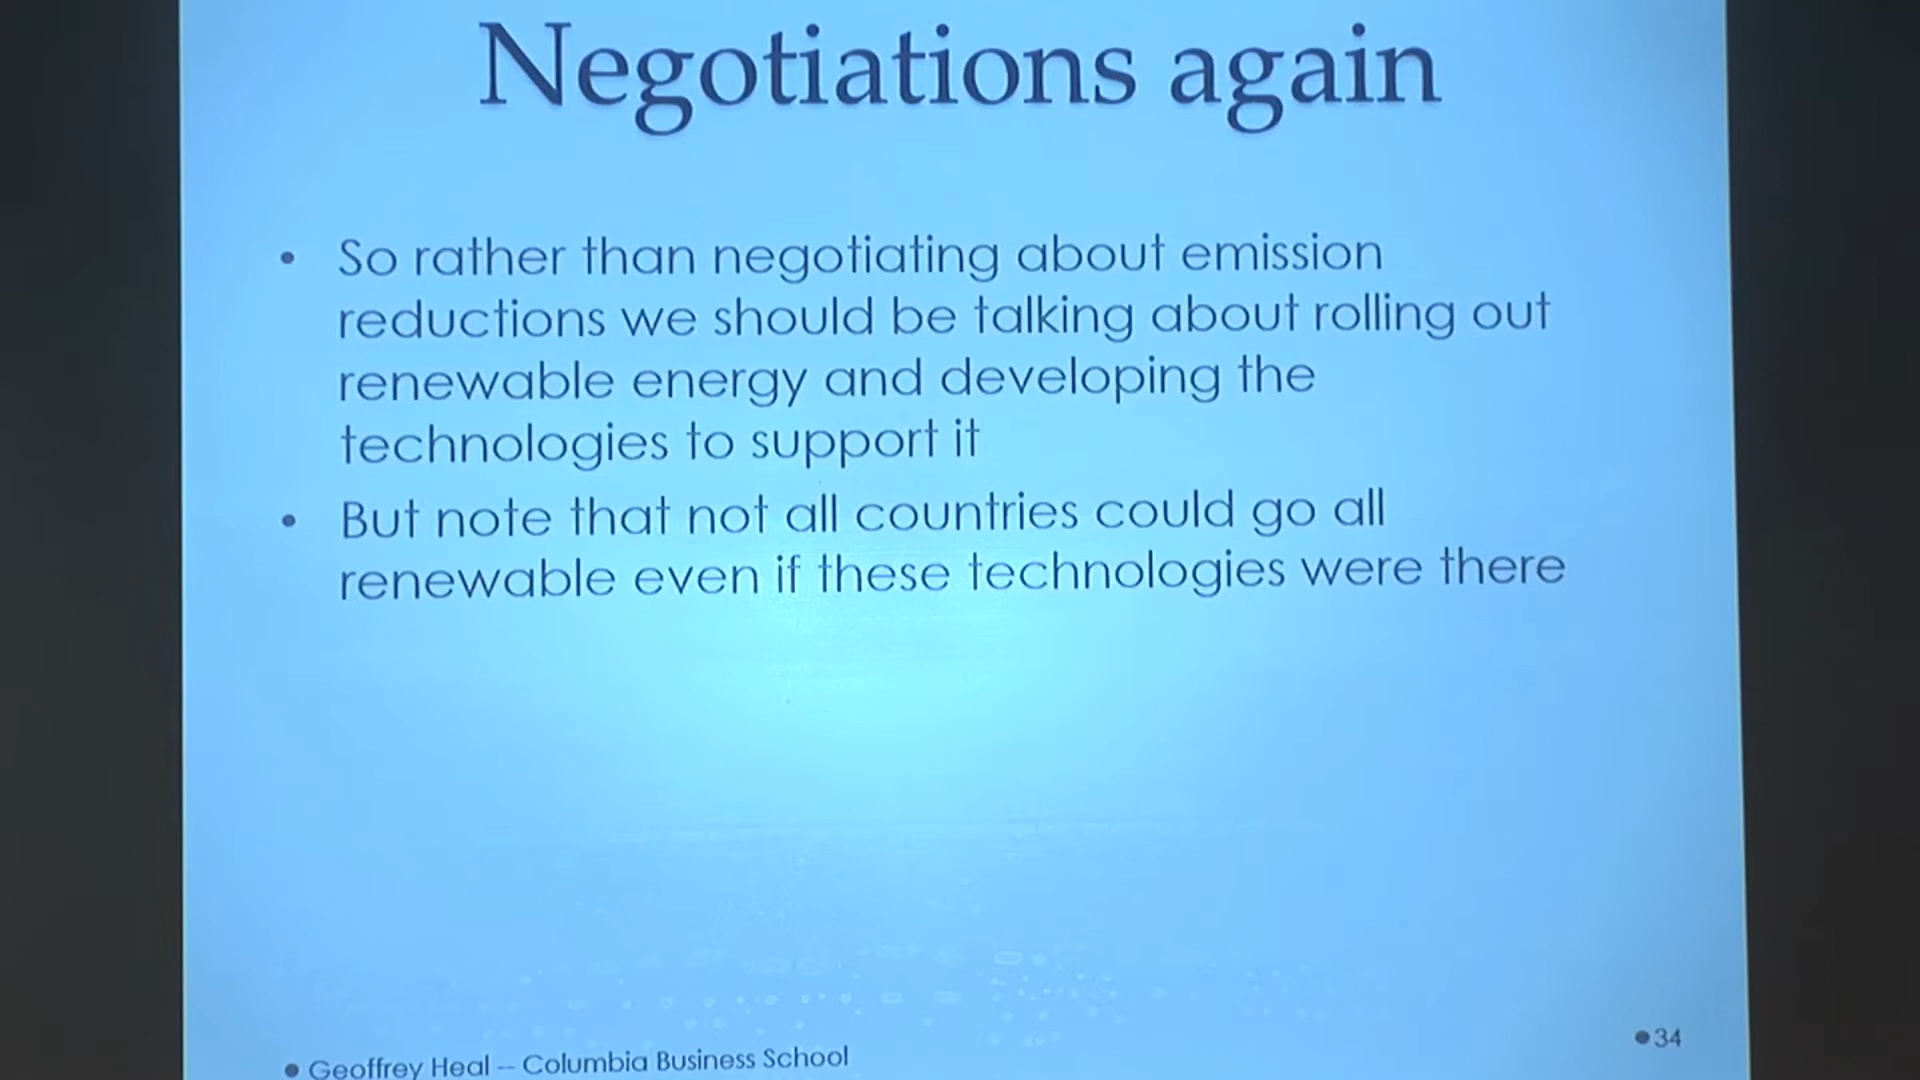 Negotiations again
• So rather than negotiating about emission
reductions we should be talking about rolling out
renewable energy and developing the
technologies to support it
• But note that not all countries could go all
renewable even if these technologies were there
• 34
• Geoffrey Heal -- Columbia Business School